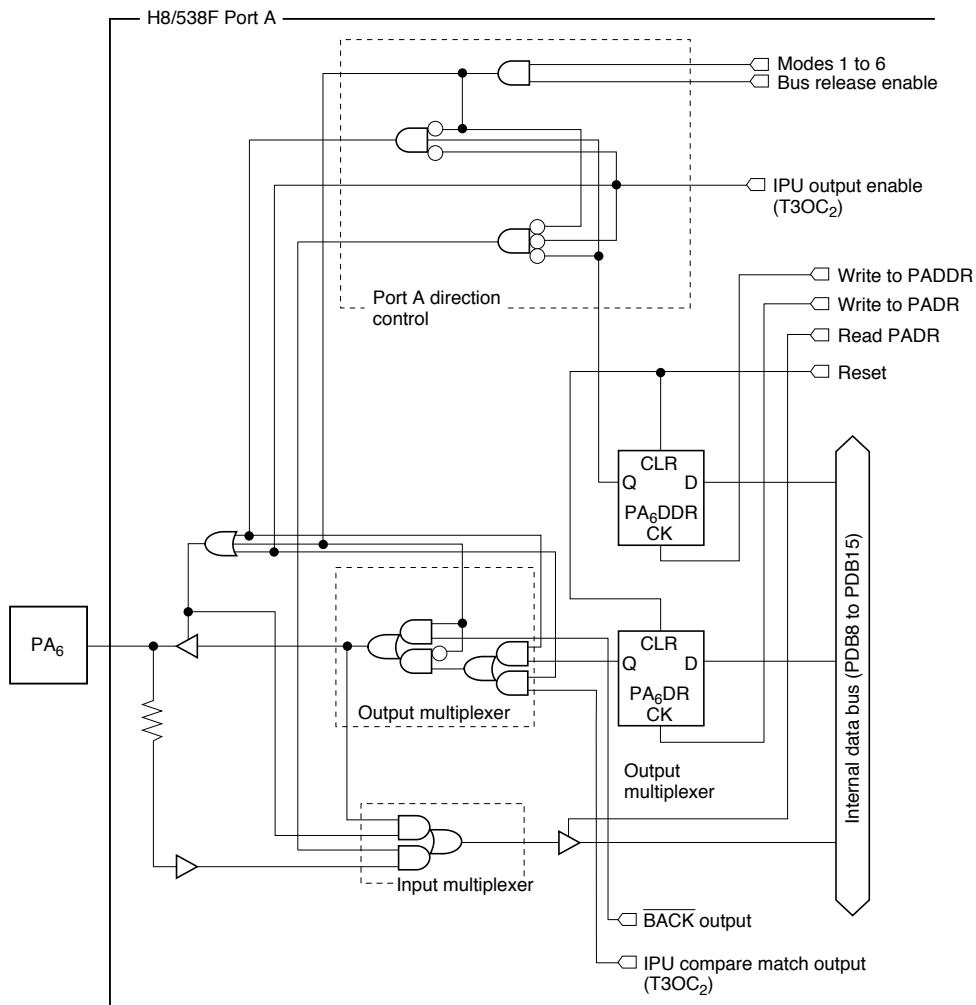 H8/538F Port A
Modes 1 to 6
Bus release enable
IPU output enable
(T3OC₂)
Port A direction
control
Write to PADDR
Write to PADR
Read PADR
Reset
CLR
Q D
PA₆DDR
CK
PA₆
CLR
Q D
PA₆DR
CK
Output multiplexer
Output
multiplexer
Input multiplexer
Internal data bus (PDB8 to PDB15)
B̅A̅C̅K̅ output
IPU compare match output
(T3OC₂)